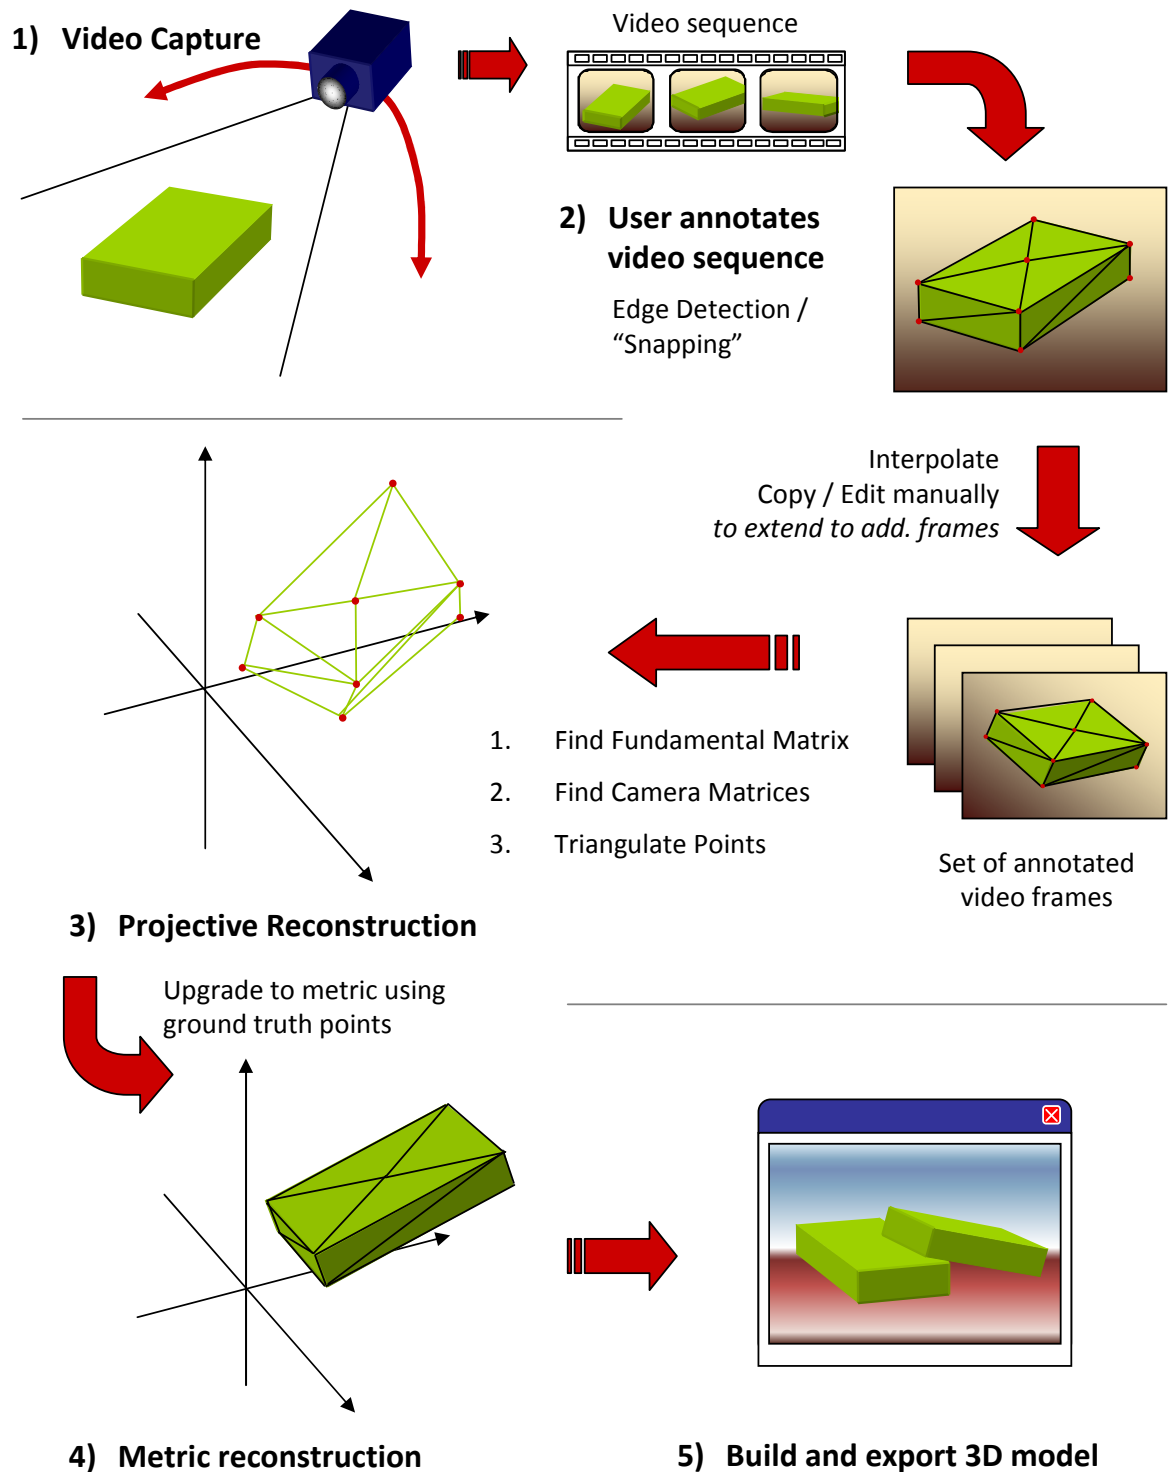 1) Video Capture
Video sequence
2) User annotates
video sequence
Edge Detection /
“Snapping”
Interpolate
Copy / Edit manually
to extend to add. frames
1. Find Fundamental Matrix
2. Find Camera Matrices
3. Triangulate Points
Set of annotated
video frames
3) Projective Reconstruction
Upgrade to metric using
ground truth points
4) Metric reconstruction
5) Build and export 3D model